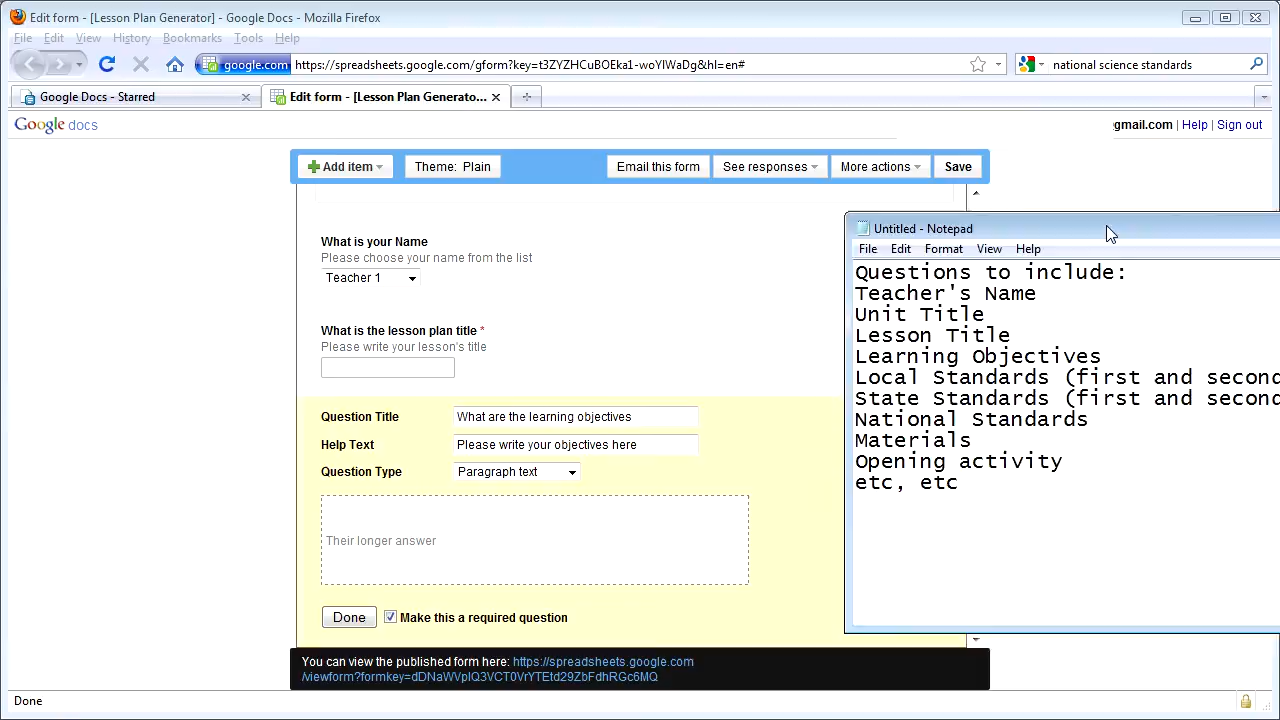 Edit form - [Lesson Plan Generator] - Google Docs - Mozilla Firefox
File Edit View History Bookmarks Tools Help
google.com https://spreadsheets.google.com/gform?key=t3ZYZHCuBOEka1-woYlWaDg&hl=en# national science standards
Google Docs - Starred Edit form - [Lesson Plan Generato...
Google docs gmail.com | Help | Sign out
Add item Theme: Plain Email this form See responses More actions Save
What is your Name
Please choose your name from the list
Teacher 1
What is the lesson plan title *
Please write your lesson's title
Question Title What are the learning objectives
Help Text Please write your objectives here
Question Type Paragraph text
Their longer answer
Done Make this a required question
You can view the published form here: https://spreadsheets.google.com
/viewform?formkey=dDNaWVplQ3VCT0VrYTEtd29ZbFdhRGc6MQ
Done
Untitled - Notepad
File Edit Format View Help
Questions to include:
Teacher's Name
Unit Title
Lesson Title
Learning Objectives
Local Standards (first and second
State Standards (first and second
National Standards
Materials
Opening activity
etc, etc